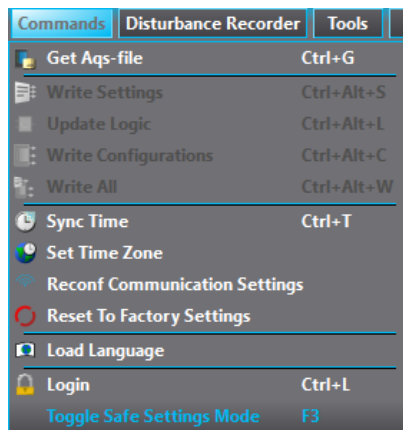 Commands Disturbance Recorder Tools
Get Aqs-file Ctrl+G
Write Settings Ctrl+Alt+S
Update Logic Ctrl+Alt+L
Write Configurations Ctrl+Alt+C
Write All Ctrl+Alt+W
Sync Time Ctrl+T
Set Time Zone
Reconf Communication Settings
Reset To Factory Settings
Load Language
Login Ctrl+L
Toggle Safe Settings Mode F3